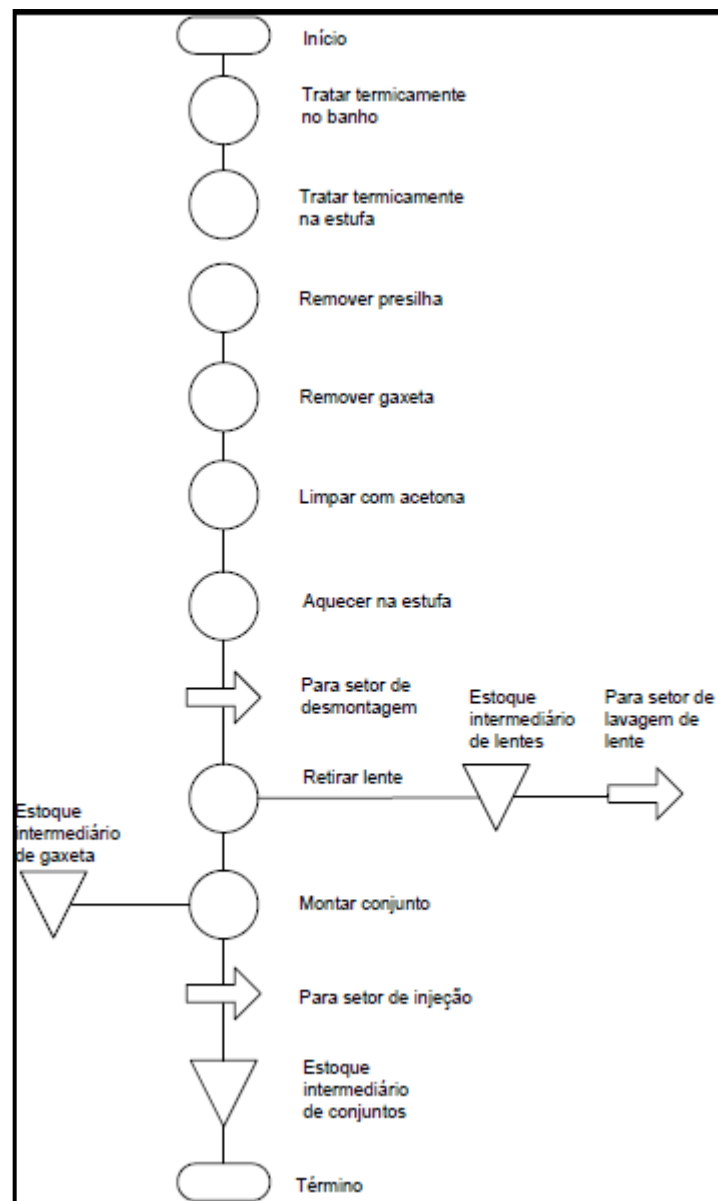 Início
Tratar termicamente
no banho
Tratar termicamente
na estufa
Remover presilha
Remover gaxeta
Limpar com acetona
Aquecer na estufa
Para setor de
desmontagem
Estoque
intermediário
de lentes
Para setor de
lavagem de
lente
Retirar lente
Estoque
intermediário
de gaxeta
Montar conjunto
Para setor de injeção
Estoque
intermediário
de conjuntos
Término